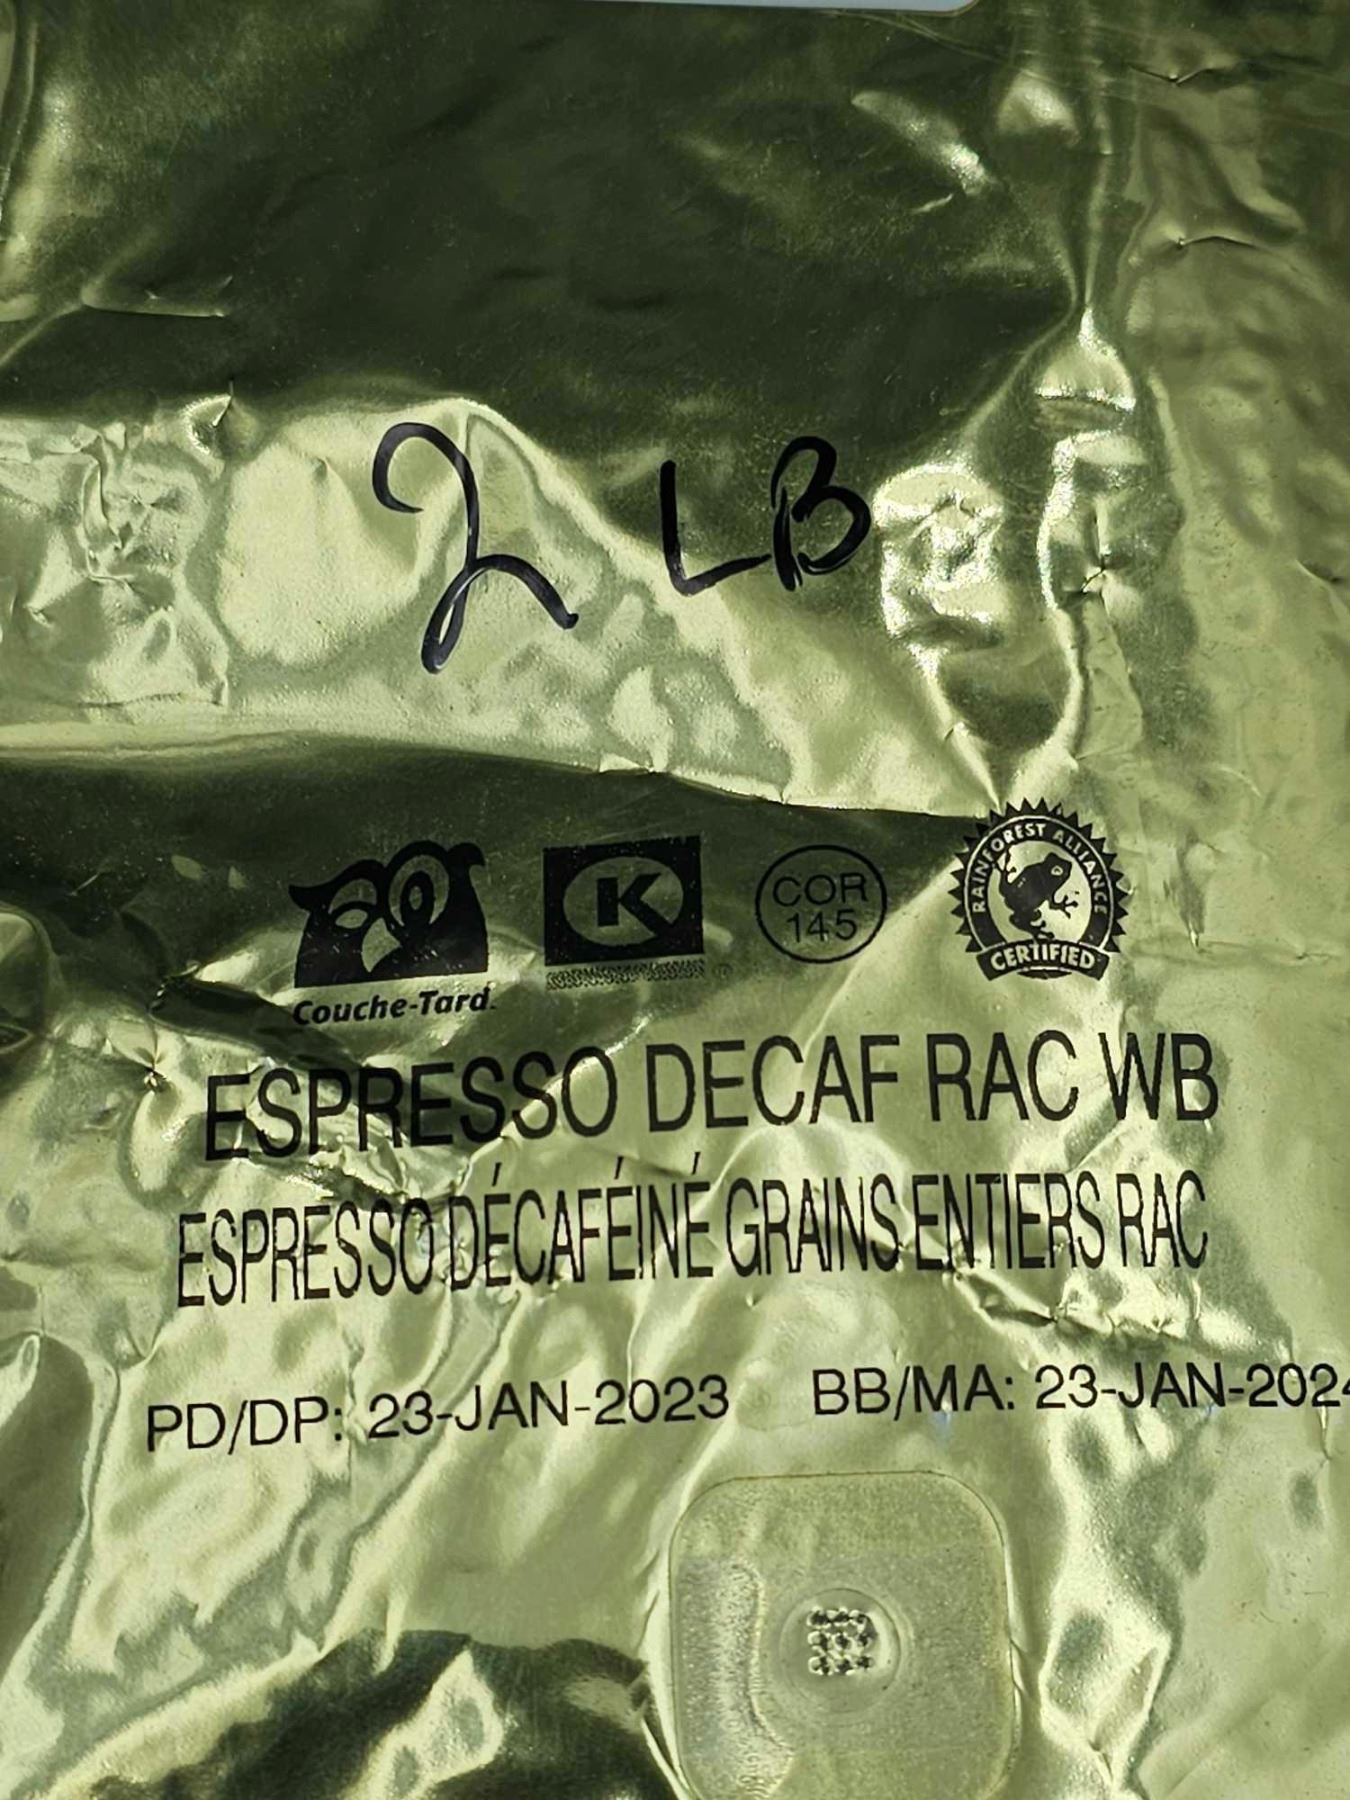 2 LB
Couche-Tard.
K
COR
145
RAINFOREST ALLIANCE
CERTIFIED
ESPRESSO DECAF RAC WB
ESPRESSO DÉCAFÉINÉ GRAINS ENTIERS RAC
PD/DP: 23-JAN-2023 BB/MA: 23-JAN-2024